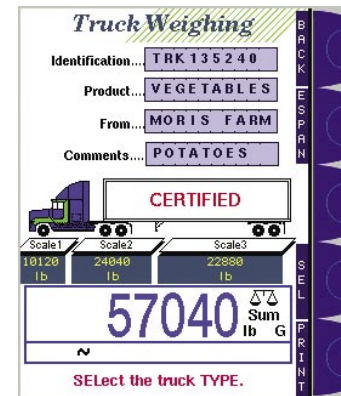 Truck Weighing
Identification.... TRK135240
Product.... VEGETABLES
From.... MORIS FARM
Comments.... POTATOES
CERTIFIED
Scale1 Scale2 Scale3
10120 lb 24040 lb 22880 lb
57040 Sum
lb G
~
SELect the truck TYPE.
BACK
ESPAN
SEL
PRINT